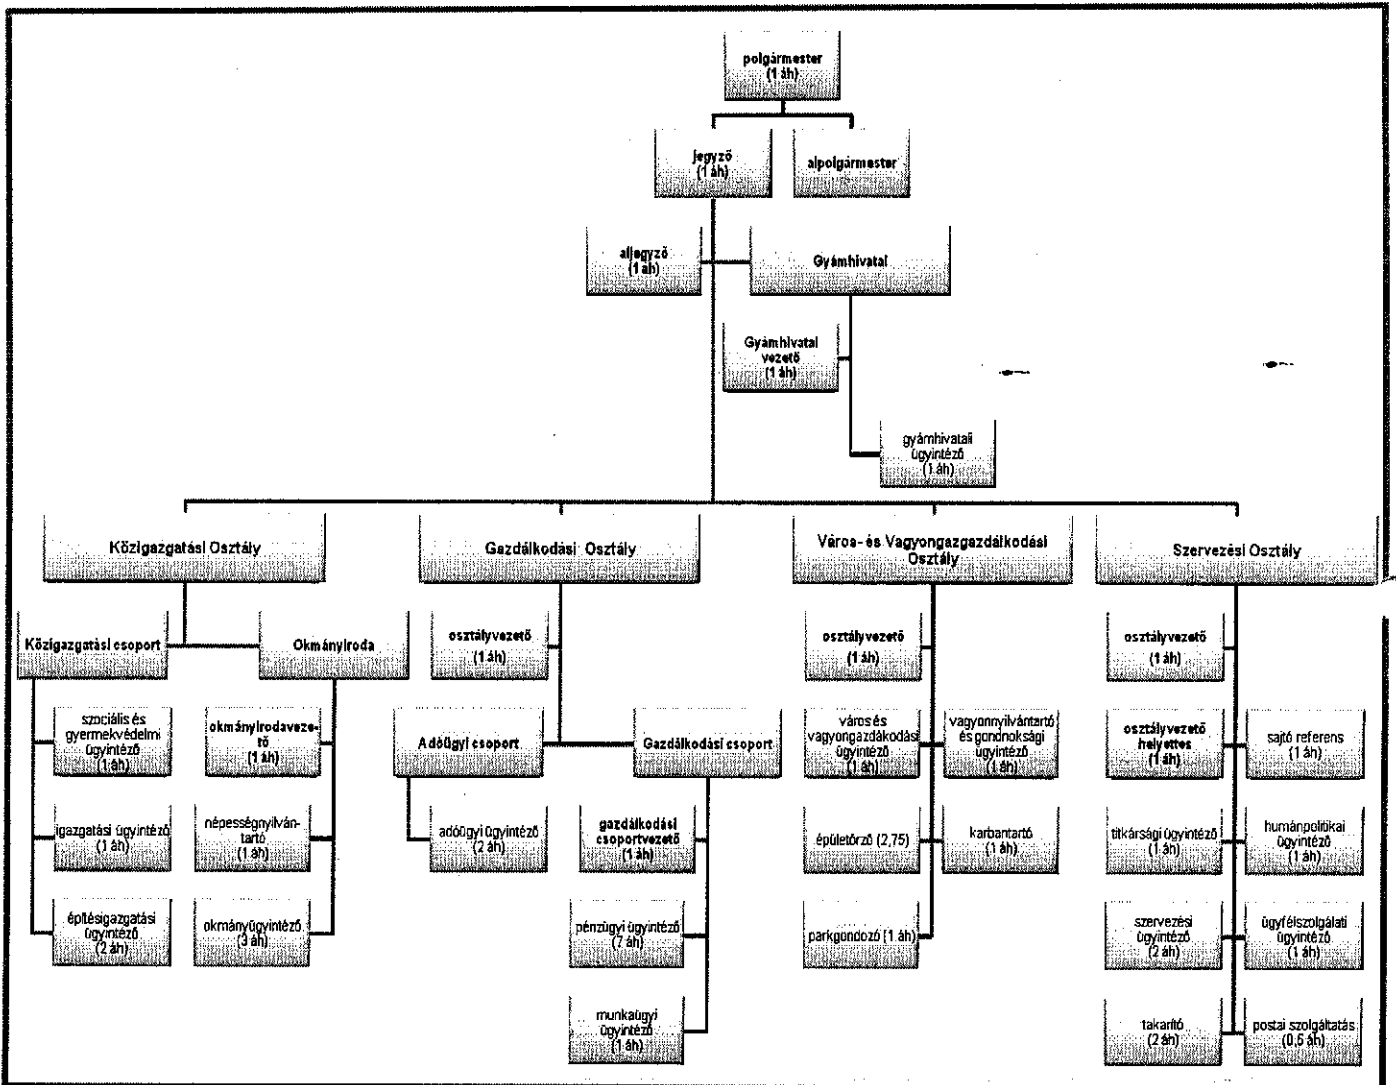 polgármester
(1 áh)
jegyző
(1 áh)
alpolgármester
aljegyző
(1 áh)
Gyámhivatal
Gyámhivatal
vezető
(1 áh)
gyámhivatali
ügyintéző
(1 áh)
Közigazgatási Osztály
Gazdálkodási Osztály
Város- és Vagyongazgazdálkodási
Osztály
Szervezési Osztály
Közigazgatási csoport
Okmányiroda
osztályvezető
(1 áh)
osztályvezető
(1 áh)
osztályvezető
(1 áh)
szociális és
gyermekvédelmi
ügyintéző
(1 áh)
okmányirodaveze-
tő
(1 áh)
Adóügyi csoport
Gazdálkodási csoport
város és
vagyongazdákodási
ügyintéző
(1 áh)
vagyonnyilvántartó
és gondnoksági
ügyintéző
(1 áh)
osztályvezető
helyettes
(1 áh)
sajtó referens
(1 áh)
igazgatási ügyintéző
(1 áh)
népességnyilván-
tartó
(1 áh)
adóügyi ügyintéző
(2 áh)
gazdálkodási
csoportvezető
(1 áh)
épületőrző (2,75)
karbantartó
(1 áh)
titkársági ügyintéző
(1 áh)
humánpolitikai
ügyintéző
(1 áh)
építésigazgatási
ügyintéző
(2 áh)
okmányügyintéző
(3 áh)
pénzügyi ügyintéző
(7 áh)
parkgondozó (1 áh)
szervezési
ügyintéző
(2 áh)
ügyfélszolgálati
ügyintéző
(1 áh)
munkaügyi
ügyintéző
(1 áh)
takarító
(2 áh)
postai szolgáltatás
(0,5 áh)